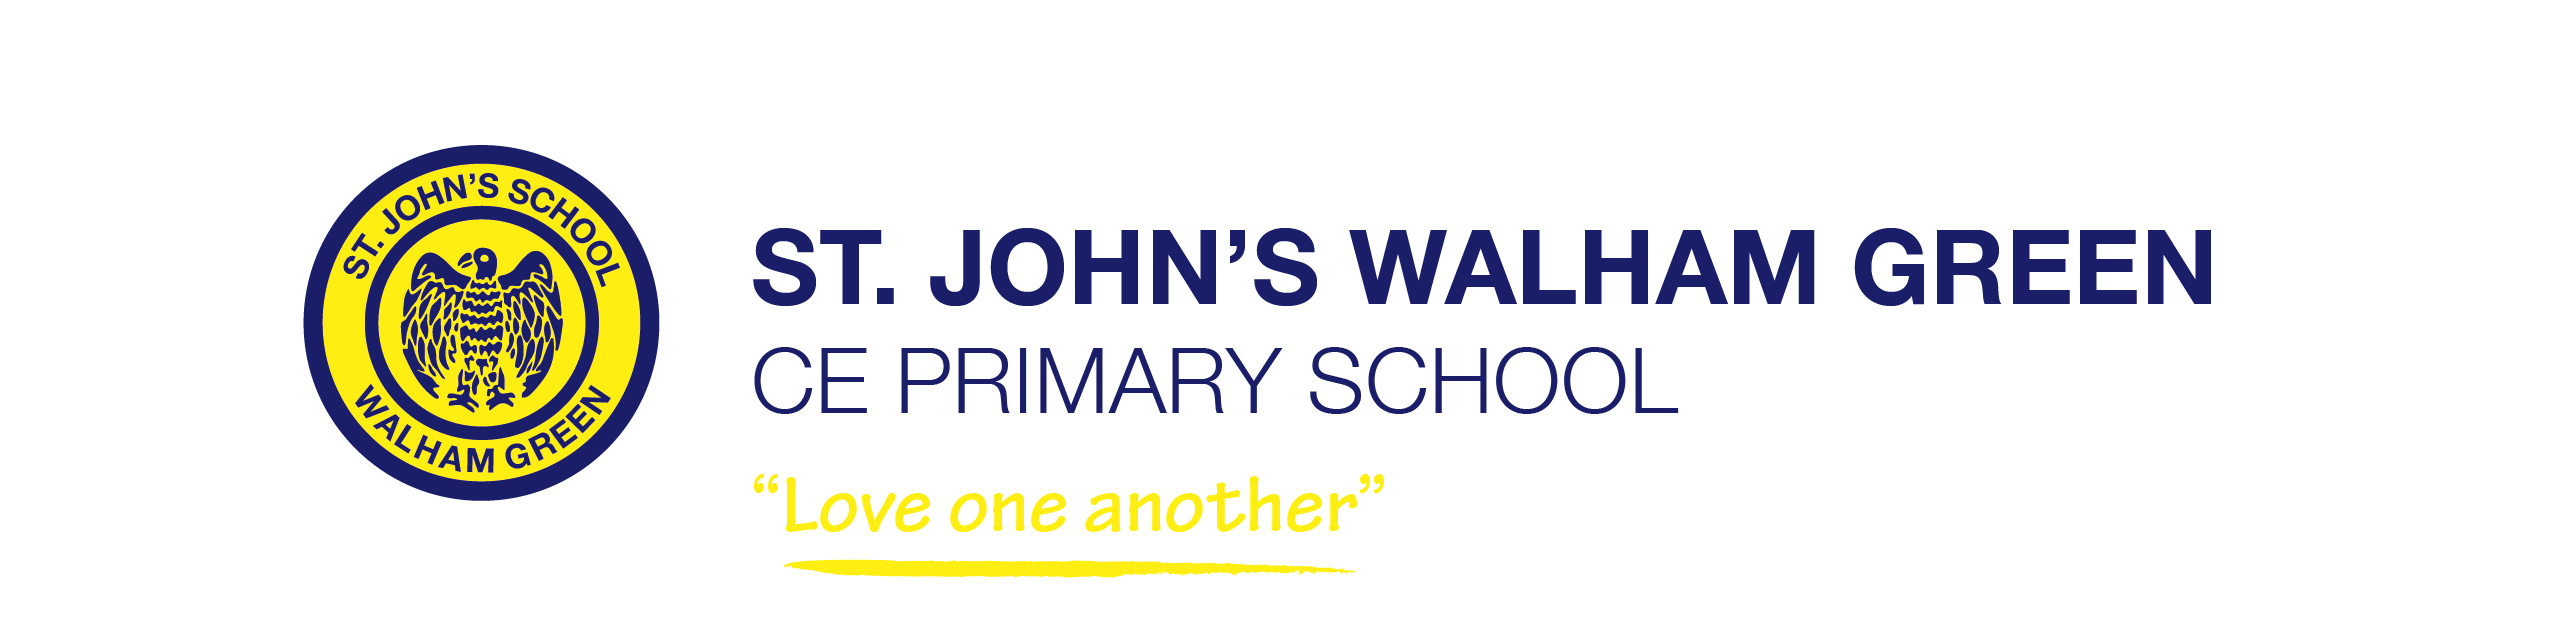 ST. JOHN’S SCHOOL
WALHAM GREEN
ST. JOHN’S WALHAM GREEN
CE PRIMARY SCHOOL
“Love one another”